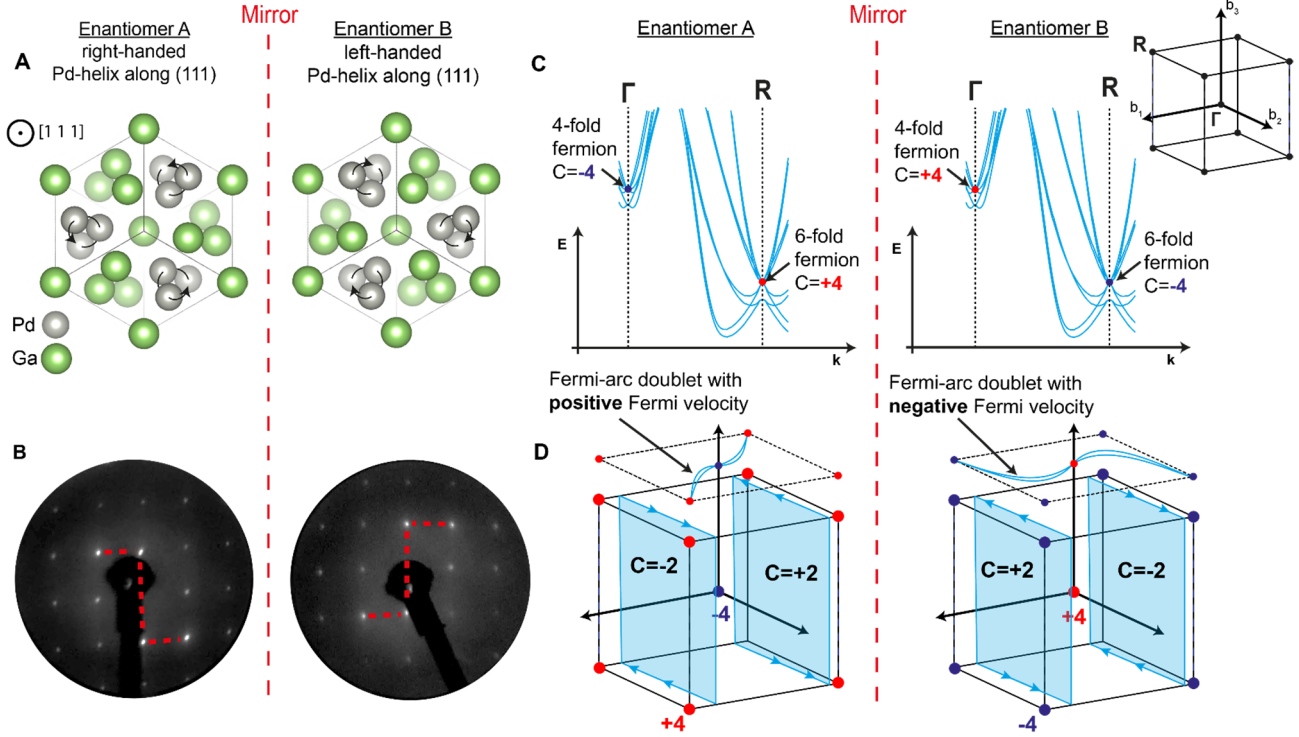 Mirror
Mirror
Enantiomer A
right-handed
Pd-helix along (111)
Enantiomer B
left-handed
Pd-helix along (111)
A
[1 1 1]
Pd
Ga
B
C
Enantiomer A
Γ
R
4-fold
fermion
C=-4
6-fold
fermion
C=+4
E
k
Enantiomer B
Γ
R
4-fold
fermion
C=+4
6-fold
fermion
C=-4
E
k
b3
R
b1
Γ
b2
Fermi-arc doublet with
positive Fermi velocity
Fermi-arc doublet with
negative Fermi velocity
D
C=-2
C=+2
-4
+4
C=+2
C=-2
+4
-4